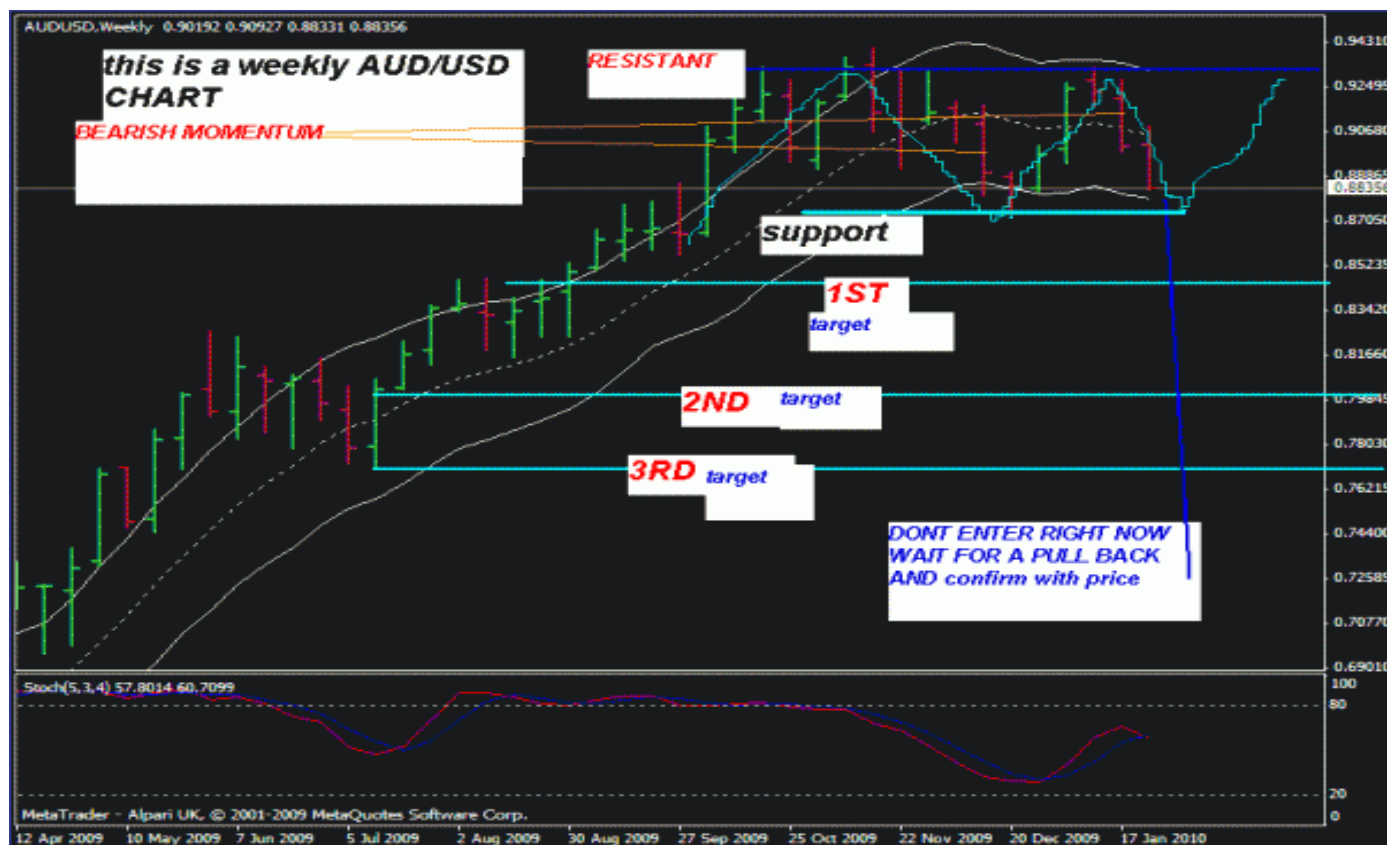 AUDUSD,Weekly 0.90192 0.90927 0.88331 0.88356
this is a weekly AUD/USD
CHART
BEARISH MOMENTUM
RESISTANT
support
1ST
target
2ND target
3RD target
DONT ENTER RIGHT NOW
WAIT FOR A PULL BACK
AND confirm with price
0.94310
0.92495
0.90680
0.88865
0.88356
0.87050
0.85235
0.83420
0.81660
0.79845
0.78030
0.76215
0.74400
0.72585
0.70770
0.69010
Stoch(5,3,4) 57.8014 60.7099
100
80
20
0
MetaTrader - Alpari UK, © 2001-2009 MetaQuotes Software Corp.
12 Apr 2009 10 May 2009 7 Jun 2009 5 Jul 2009 2 Aug 2009 30 Aug 2009 27 Sep 2009 25 Oct 2009 22 Nov 2009 20 Dec 2009 17 Jan 2010